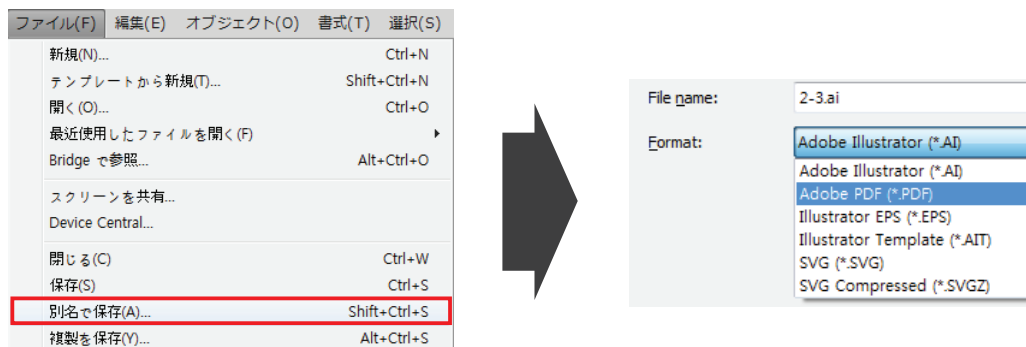 ファイル(F) 編集(E) オブジェクト(O) 書式(T) 選択(S)
新規(N)... Ctrl+N
テンプレートから新規(T)... Shift+Ctrl+N
開く(O)... Ctrl+O
最近使用したファイルを開く(F)
Bridge で参照... Alt+Ctrl+O
スクリーンを共有...
Device Central...
閉じる(C) Ctrl+W
保存(S) Ctrl+S
別名で保存(A)... Shift+Ctrl+S
複製を保存(Y)... Alt+Ctrl+S
File name: 2-3.ai
Format: Adobe Illustrator (*.AI)
Adobe Illustrator (*.AI)
Adobe PDF (*.PDF)
Illustrator EPS (*.EPS)
Illustrator Template (*.AIT)
SVG (*.SVG)
SVG Compressed (*.SVGZ)